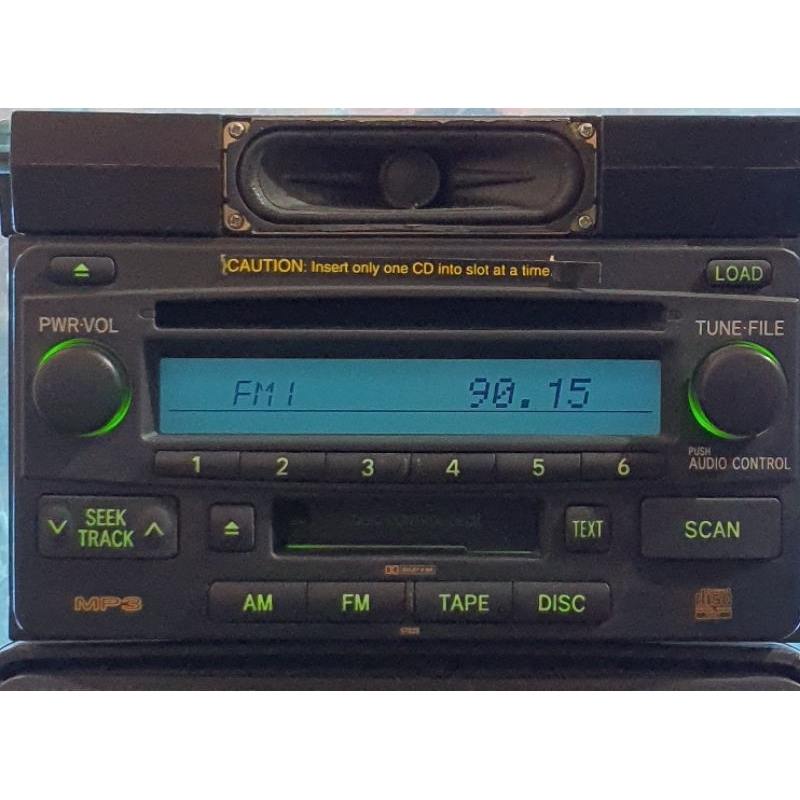 CAUTION: Insert only one CD into slot at a time.
LOAD
PWR·VOL
TUNE·FILE
FM1 90.15
1 2 3 4 5 6
PUSH
AUDIO CONTROL
SEEK
TRACK
TEXT
SCAN
AM FM TAPE DISC
MP3
disc